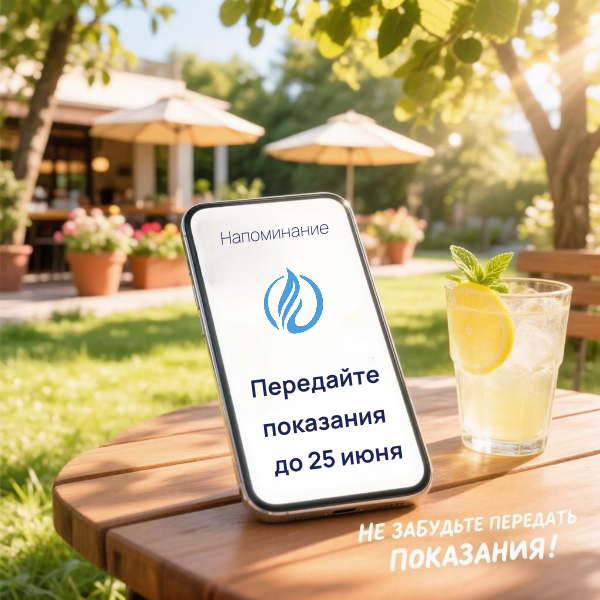 Напоминание
Передайте
показания
до 25 июня
НЕ ЗАБУДЬТЕ ПЕРЕДАТЬ
ПОКАЗАНИЯ!